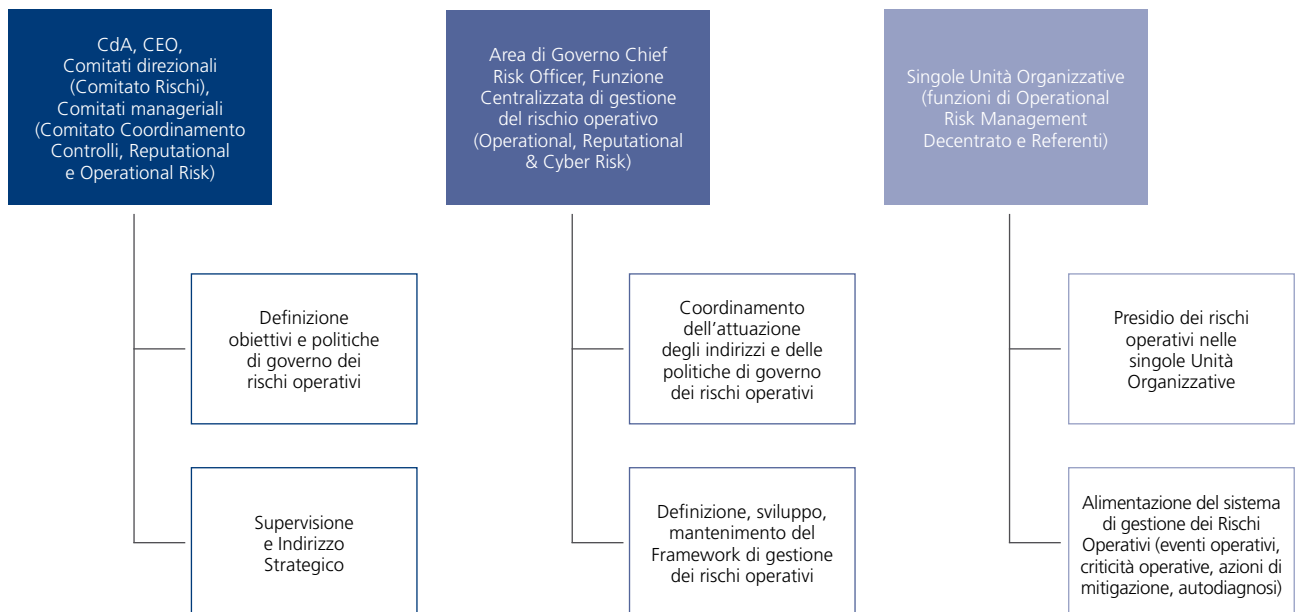 CdA, CEO,
Comitati direzionali
(Comitato Rischi),
Comitati manageriali
(Comitato Coordinamento
Controlli, Reputational
e Operational Risk)
Definizione
obiettivi e politiche
di governo dei
rischi operativi
Supervisione
e Indirizzo
Strategico
Area di Governo Chief
Risk Officer, Funzione
Centralizzata di gestione
del rischio operativo
(Operational, Reputational
& Cyber Risk)
Coordinamento
dell’attuazione
degli indirizzi e delle
politiche di governo
dei rischi operativi
Definizione, sviluppo,
mantenimento del
Framework di gestione
dei rischi operativi
Singole Unità Organizzative
(funzioni di Operational
Risk Management
Decentrato e Referenti)
Presidio dei rischi
operativi nelle
singole Unità
Organizzative
Alimentazione del sistema
di gestione dei Rischi
Operativi (eventi operativi,
criticità operative, azioni di
mitigazione, autodiagnosi)